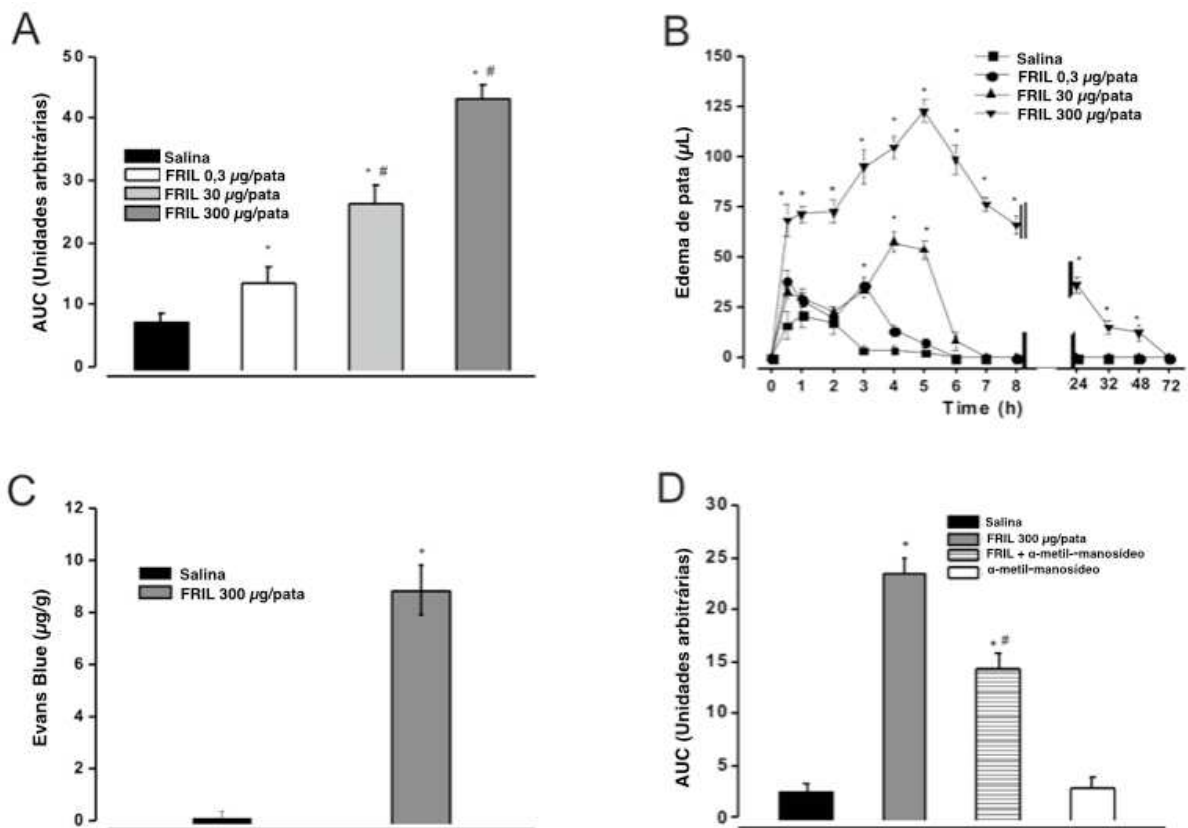 A
AUC (Unidades arbitrárias)
50
40
30
20
10
0
Salina
FRIL 0,3 µg/pata
FRIL 30 µg/pata
FRIL 300 µg/pata
*
* #
* #
B
Edema de pata (µL)
150
125
100
75
50
25
0
Salina
FRIL 0,3 µg/pata
FRIL 30 µg/pata
FRIL 300 µg/pata
* * * * * * * * *
* * *
* * *
0 1 2 3 4 5 6 7 8 24 32 48 72
Time (h)
C
Evans Blue (µg/g)
12
10
8
6
4
2
0
Salina
FRIL 300 µg/pata
*
D
AUC (Unidades arbitrárias)
30
25
20
15
10
5
0
Salina
FRIL 300 µg/pata
FRIL + α-metil--manosídeo
α-metil-manosídeo
*
* #